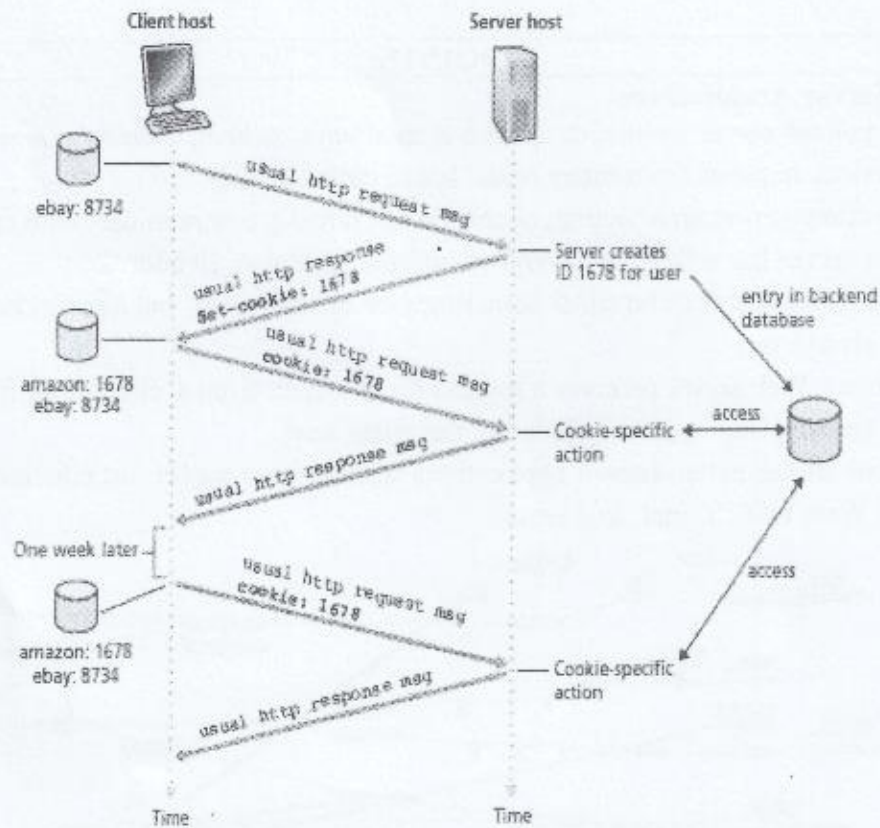 Client host
Server host
ebay: 8734
usual http request msg
Server creates
ID 1678 for user
usual http response
Set-cookie: 1678
entry in backend
database
amazon: 1678
ebay: 8734
usual http request msg
cookie: 1678
access
Cookie-specific
action
usual http response msg
One week later
usual http request msg
cookie: 1678
access
amazon: 1678
ebay: 8734
Cookie-specific
action
usual http response msg
Time
Time